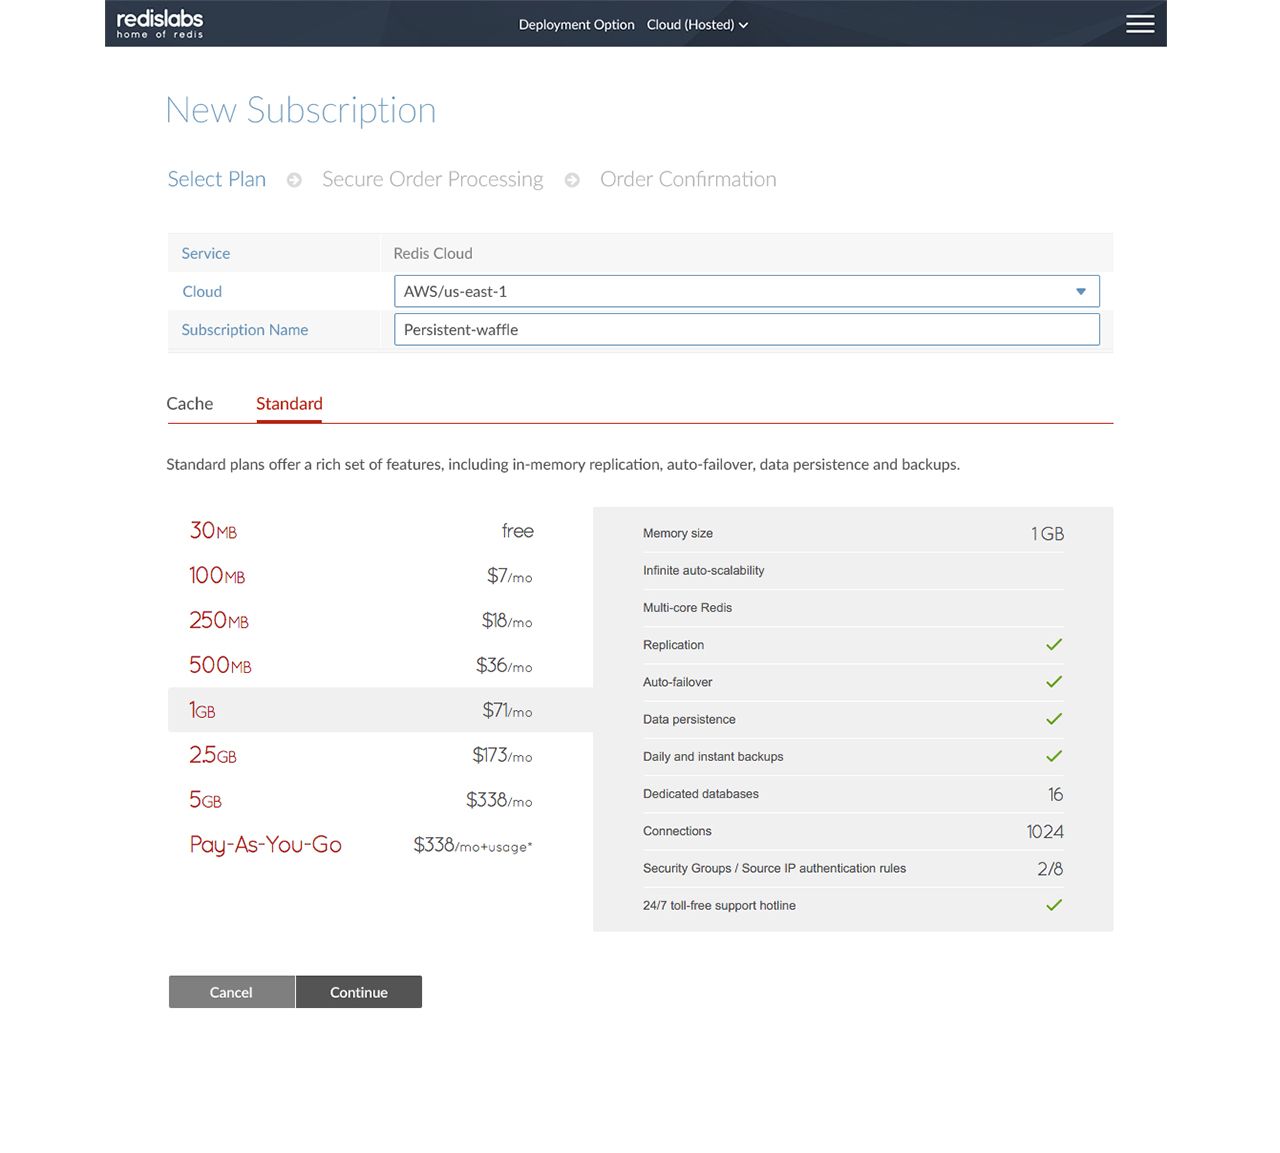 redislabs
home of redis
Deployment Option Cloud (Hosted)
New Subscription
Select Plan Secure Order Processing Order Confirmation
Service Redis Cloud
Cloud AWS/us-east-1
Subscription Name Persistent-waffle
Cache Standard
Standard plans offer a rich set of features, including in-memory replication, auto-failover, data persistence and backups.
30MB free
100MB $7/mo
250MB $18/mo
500MB $36/mo
1GB $71/mo
2.5GB $173/mo
5GB $338/mo
Pay-As-You-Go $338/mo+usage*
Memory size 1 GB
Infinite auto-scalability
Multi-core Redis
Replication
Auto-failover
Data persistence
Daily and instant backups
Dedicated databases 16
Connections 1024
Security Groups / Source IP authentication rules 2/8
24/7 toll-free support hotline
Cancel Continue